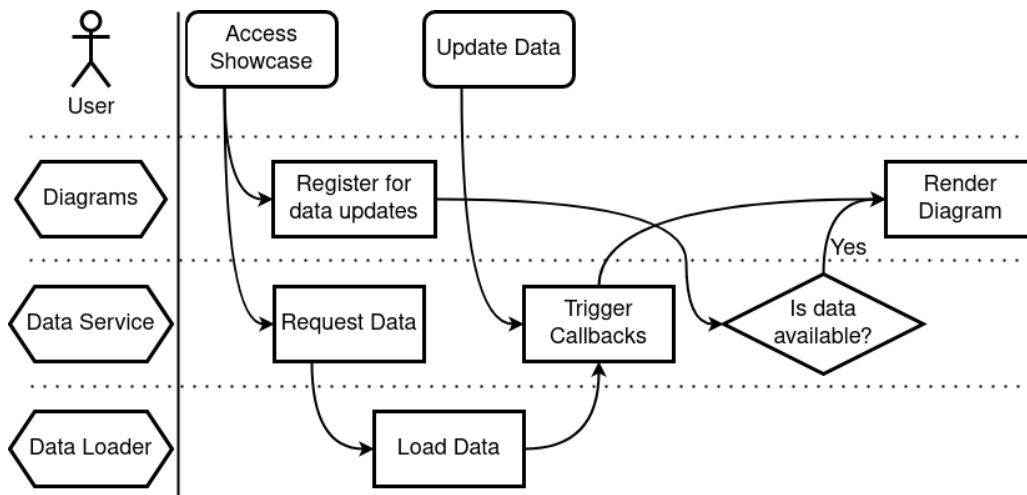 Access
Showcase
Update Data
User
Diagrams
Register for
data updates
Render
Diagram
Yes
Data Service
Request Data
Trigger
Callbacks
Is data
available?
Data Loader
Load Data